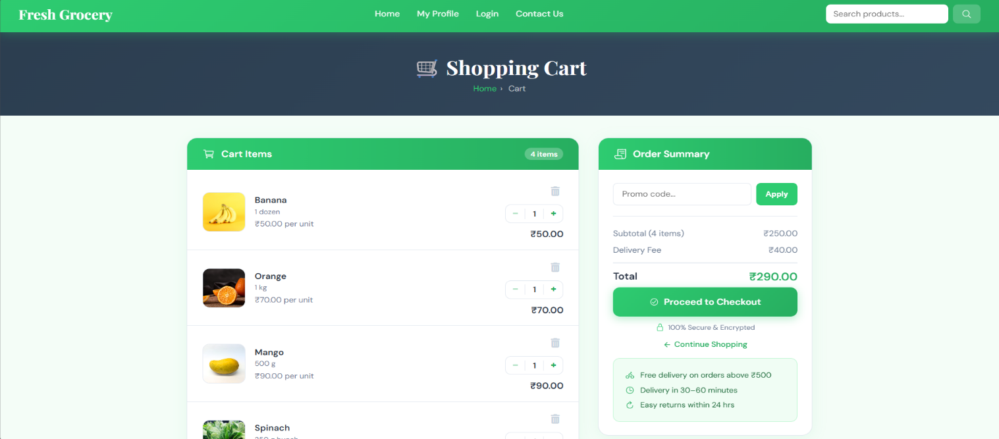 Fresh Grocery
Home
My Profile
Login
Contact Us
Search products...
Shopping Cart
Home › Cart
Cart Items
4 items
Banana
1 dozen
₹50.00 per unit
− 1 +
₹50.00
Orange
1 kg
₹70.00 per unit
− 1 +
₹70.00
Mango
500 g
₹90.00 per unit
− 1 +
₹90.00
Spinach
250 g bunch
Order Summary
Promo code...
Apply
Subtotal (4 items) ₹250.00
Delivery Fee ₹40.00
Total ₹290.00
Proceed to Checkout
100% Secure & Encrypted
← Continue Shopping
Free delivery on orders above ₹500
Delivery in 30–60 minutes
Easy returns within 24 hrs